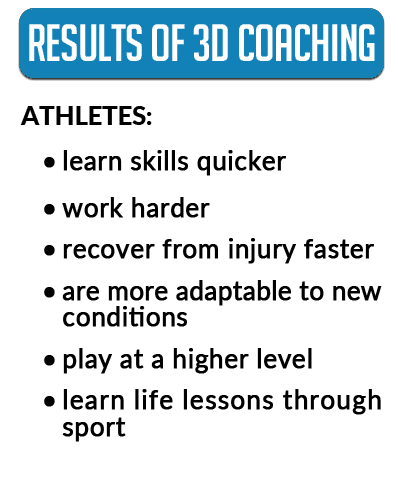 RESULTS OF 3D COACHING
ATHLETES:
• learn skills quicker
• work harder
• recover from injury faster
• are more adaptable to new
conditions
• play at a higher level
• learn life lessons through
sport